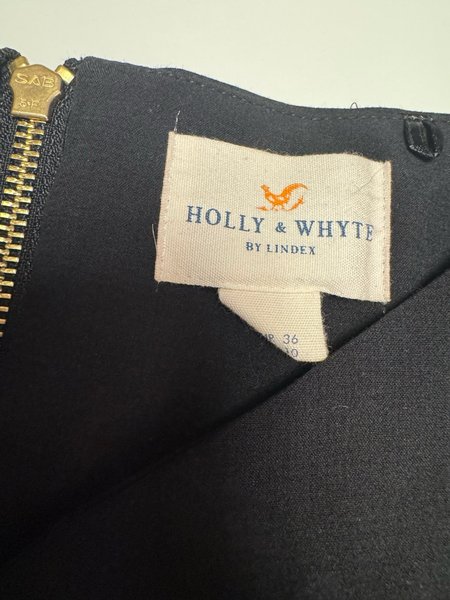 SAB
HOLLY & WHYTE
BY LINDEX
36